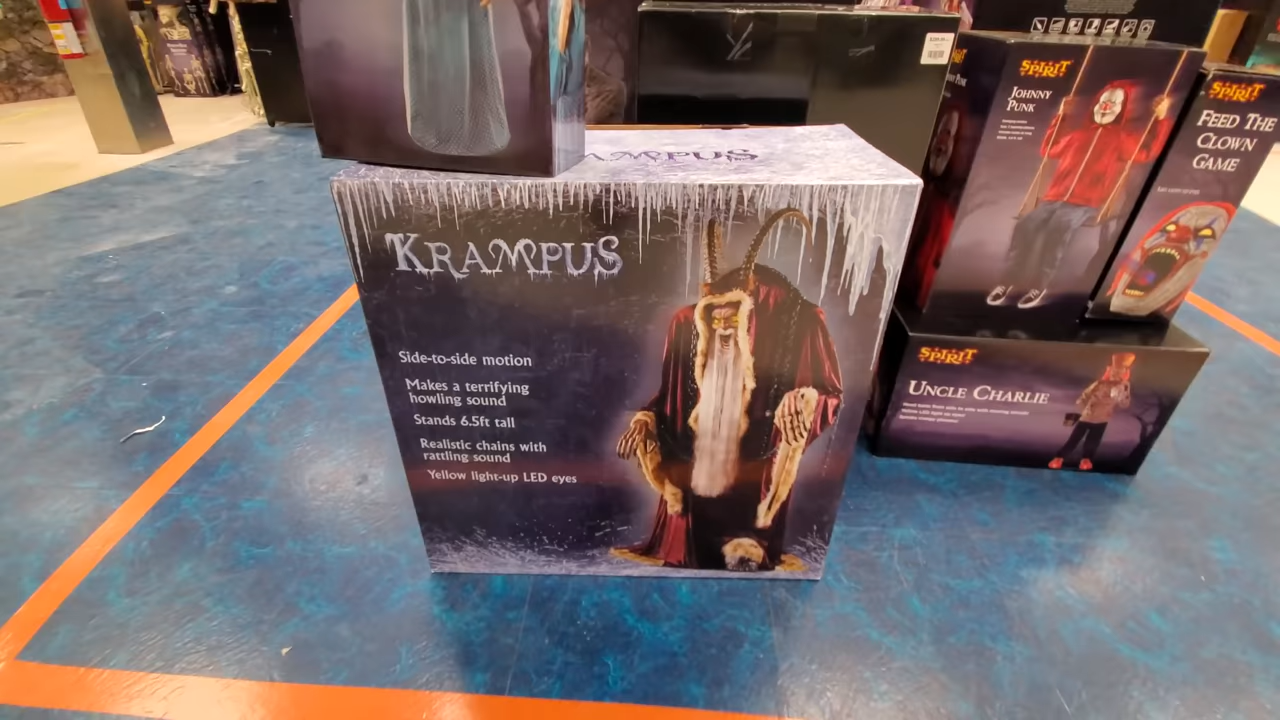 KRAMPUS
KRAMPUS
Side-to-side motion
Makes a terrifying
howling sound
Stands 6.5ft tall
Realistic chains with
rattling sound
Yellow light-up LED eyes
SPIRIT
JOHNNY
PUNK
SPIRIT
FEED THE
CLOWN
GAME
SPIRIT
UNCLE CHARLIE